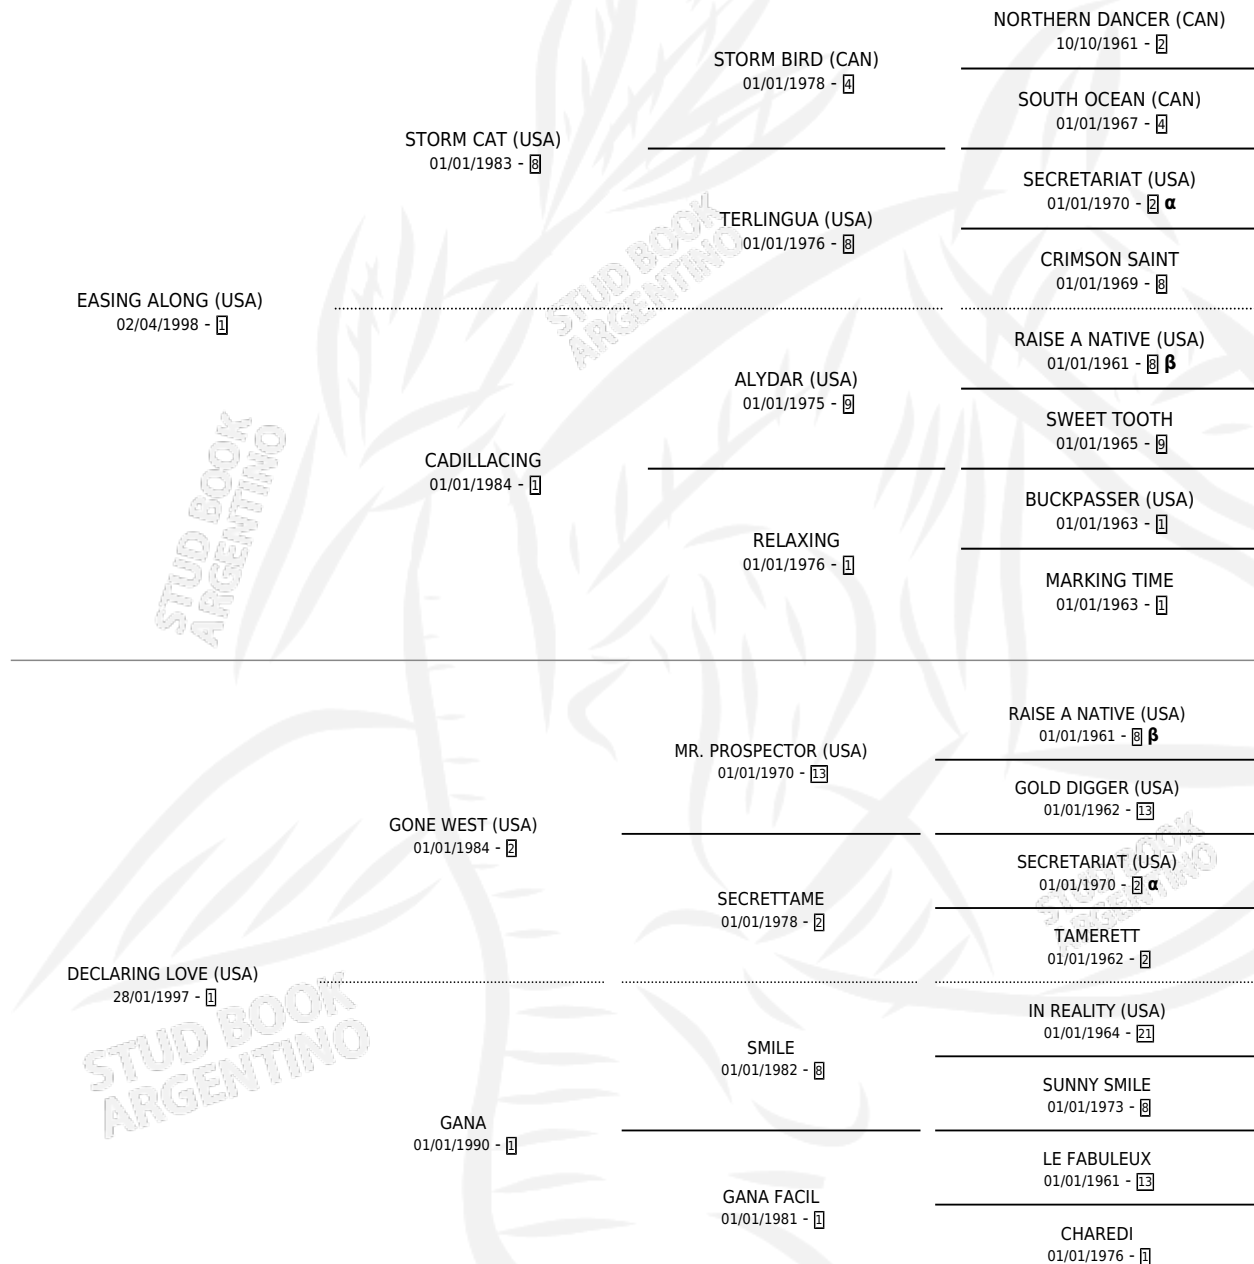 NORTHERN DANCER (CAN)
10/10/1961 - 2
STORM BIRD (CAN)
01/01/1978 - 4
SOUTH OCEAN (CAN)
01/01/1967 - 4
STORM CAT (USA)
01/01/1983 - 8
SECRETARIAT (USA)
01/01/1970 - 2 α
TERLINGUA (USA)
01/01/1976 - 8
CRIMSON SAINT
01/01/1969 - 8
EASING ALONG (USA)
02/04/1998 - 1
STUD BOOK
ARGENTINO
RAISE A NATIVE (USA)
01/01/1961 - 8 β
ALYDAR (USA)
01/01/1975 - 9
SWEET TOOTH
01/01/1965 - 9
CADILLACING
01/01/1984 - 1
BUCKPASSER (USA)
01/01/1963 - 1
RELAXING
01/01/1976 - 1
MARKING TIME
01/01/1963 - 1
STUD BOOK
ARGENTINO
RAISE A NATIVE (USA)
01/01/1961 - 8 β
MR. PROSPECTOR (USA)
01/01/1970 - 13
GOLD DIGGER (USA)
01/01/1962 - 13
GONE WEST (USA)
01/01/1984 - 2
SECRETARIAT (USA)
01/01/1970 - 2 α
STUD BOOK
ARGENTINO
SECRETTAME
01/01/1978 - 2
TAMERETT
01/01/1962 - 2
DECLARING LOVE (USA)
28/01/1997 - 1
STUD BOOK
ARGENTINO
IN REALITY (USA)
01/01/1964 - 21
SMILE
01/01/1982 - 8
SUNNY SMILE
01/01/1973 - 8
GANA
01/01/1990 - 1
LE FABULEUX
01/01/1961 - 13
GANA FACIL
01/01/1981 - 1
CHAREDI
01/01/1976 - 1